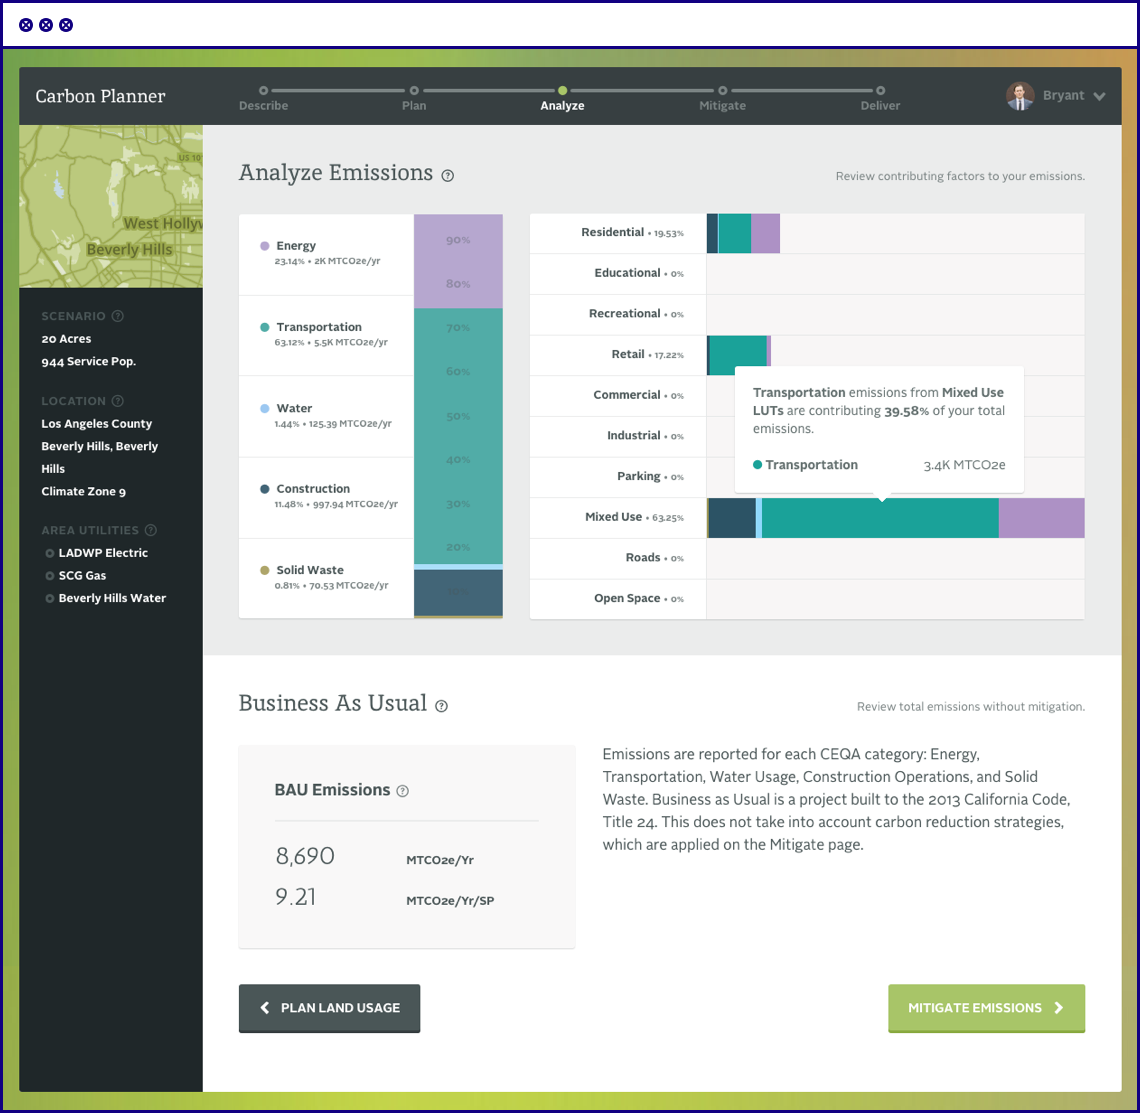 Carbon Planner
Describe
Plan
Analyze
Mitigate
Deliver
Bryant
US 10
West Hollyw
Beverly Hills
SCENARIO
20 Acres
944 Service Pop.
LOCATION
Los Angeles County
Beverly Hills, Beverly
Hills
Climate Zone 9
AREA UTILITIES
LADWP Electric
SCG Gas
Beverly Hills Water
Analyze Emissions
Review contributing factors to your emissions.
Energy
23.14% • 2K MTCO2e/yr
Transportation
63.12% • 5.5K MTCO2e/yr
Water
1.44% • 125.39 MTCO2e/yr
Construction
11.48% • 997.94 MTCO2e/yr
Solid Waste
0.81% • 70.53 MTCO2e/yr
90%
80%
70%
60%
50%
40%
30%
20%
10%
Residential • 19.53%
Educational • 0%
Recreational • 0%
Retail • 17.22%
Commercial • 0%
Industrial • 0%
Parking • 0%
Mixed Use • 63.25%
Roads • 0%
Open Space • 0%
Transportation emissions from Mixed Use
LUTs are contributing 39.58% of your total
emissions.
Transportation 3.4K MTCO2e
Business As Usual
Review total emissions without mitigation.
BAU Emissions
8,690 MTCO2e/Yr
9.21 MTCO2e/Yr/SP
Emissions are reported for each CEQA category: Energy,
Transportation, Water Usage, Construction Operations, and Solid
Waste. Business as Usual is a project built to the 2013 California Code,
Title 24. This does not take into account carbon reduction strategies,
which are applied on the Mitigate page.
PLAN LAND USAGE
MITIGATE EMISSIONS